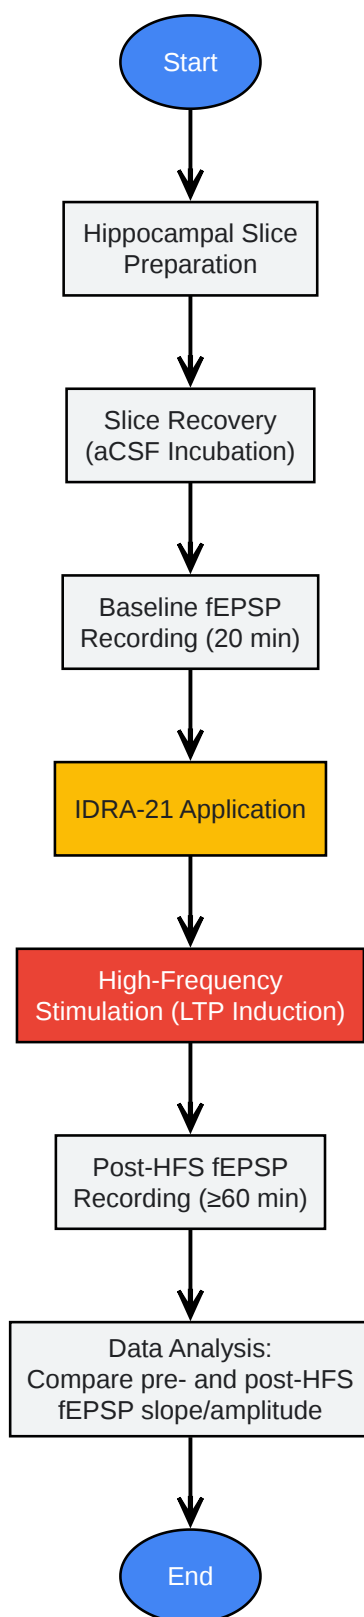 Start
Hippocampal Slice
Preparation
Slice Recovery
(aCSF Incubation)
Baseline fEPSP
Recording (20 min)
IDRA-21 Application
High-Frequency
Stimulation (LTP Induction)
Post-HFS fEPSP
Recording (≥60 min)
Data Analysis:
Compare pre- and post-HFS
fEPSP slope/amplitude
End